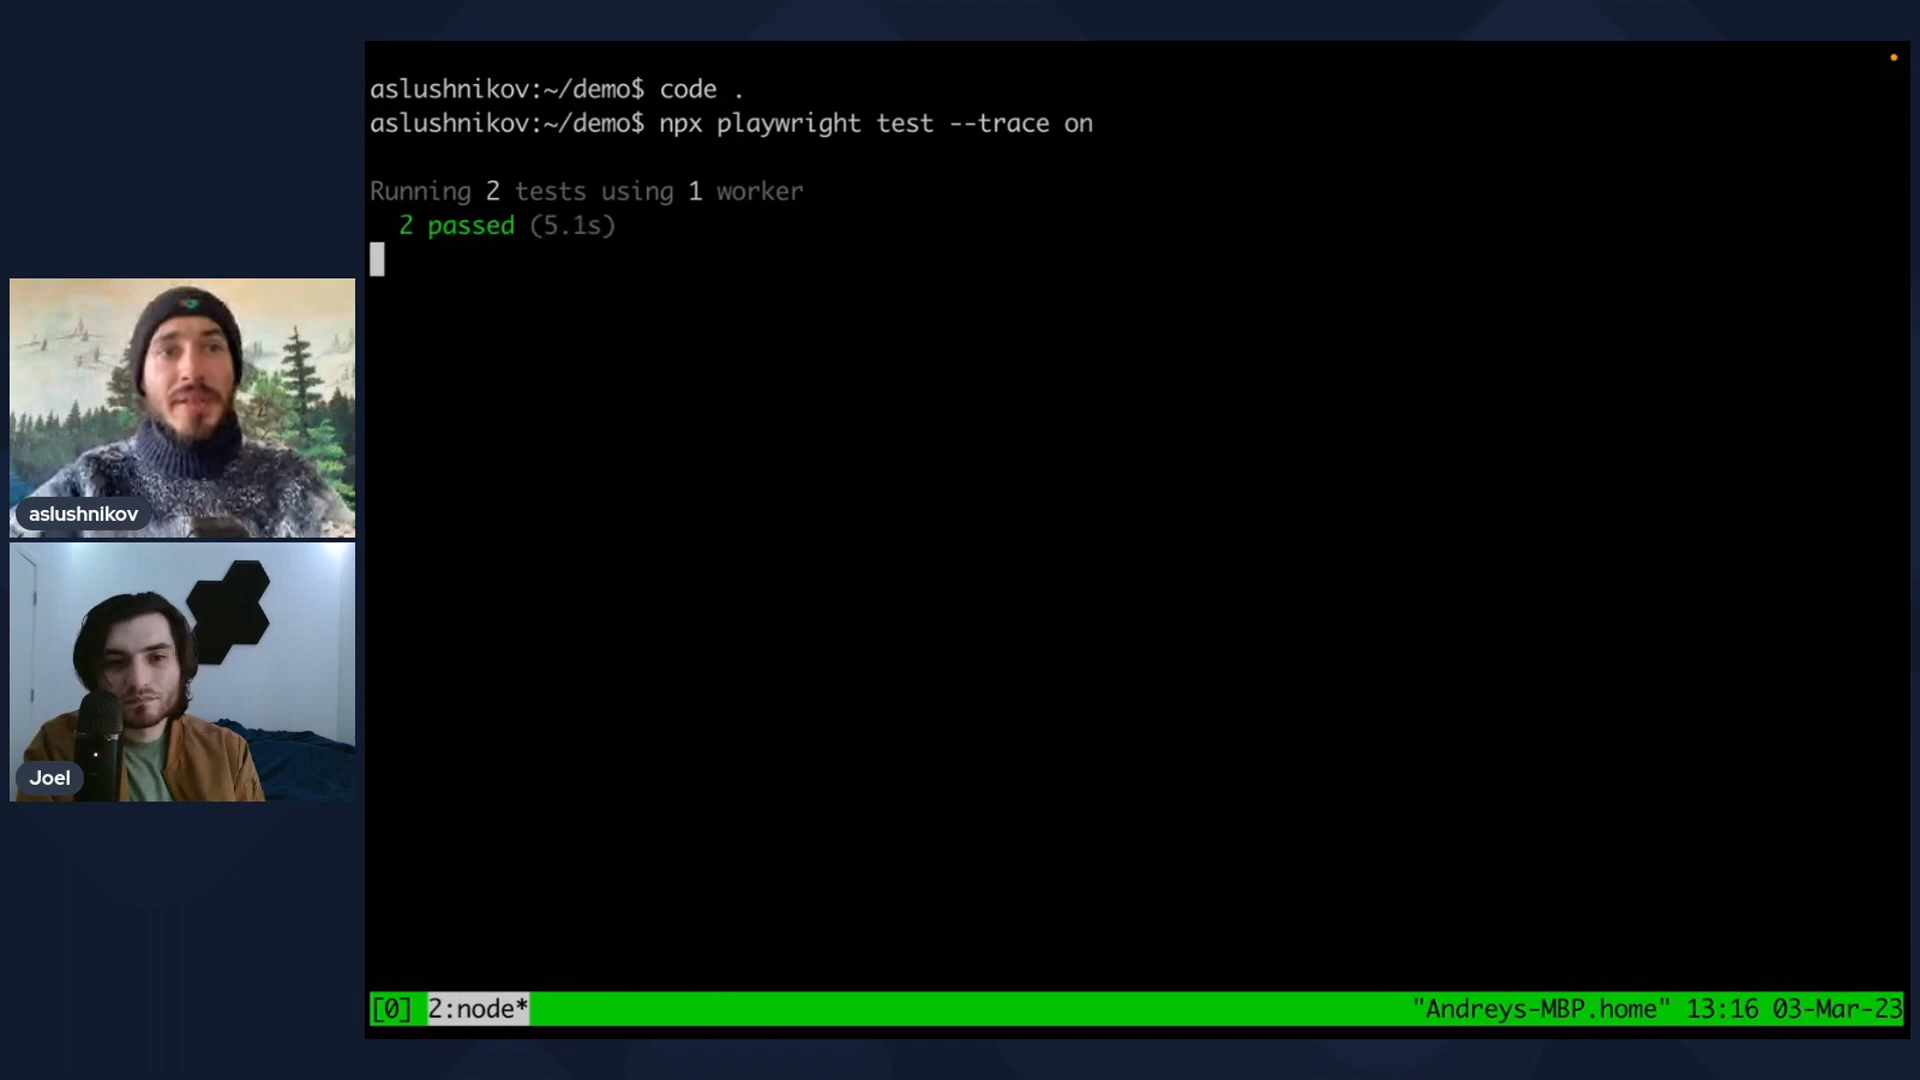 aslushnikov:~/demo$ code .
aslushnikov:~/demo$ npx playwright test --trace on
Running 2 tests using 1 worker
2 passed (5.1s)
aslushnikov
Joel
[0] 2:node* "Andreys-MBP.home" 13:16 03-Mar-23